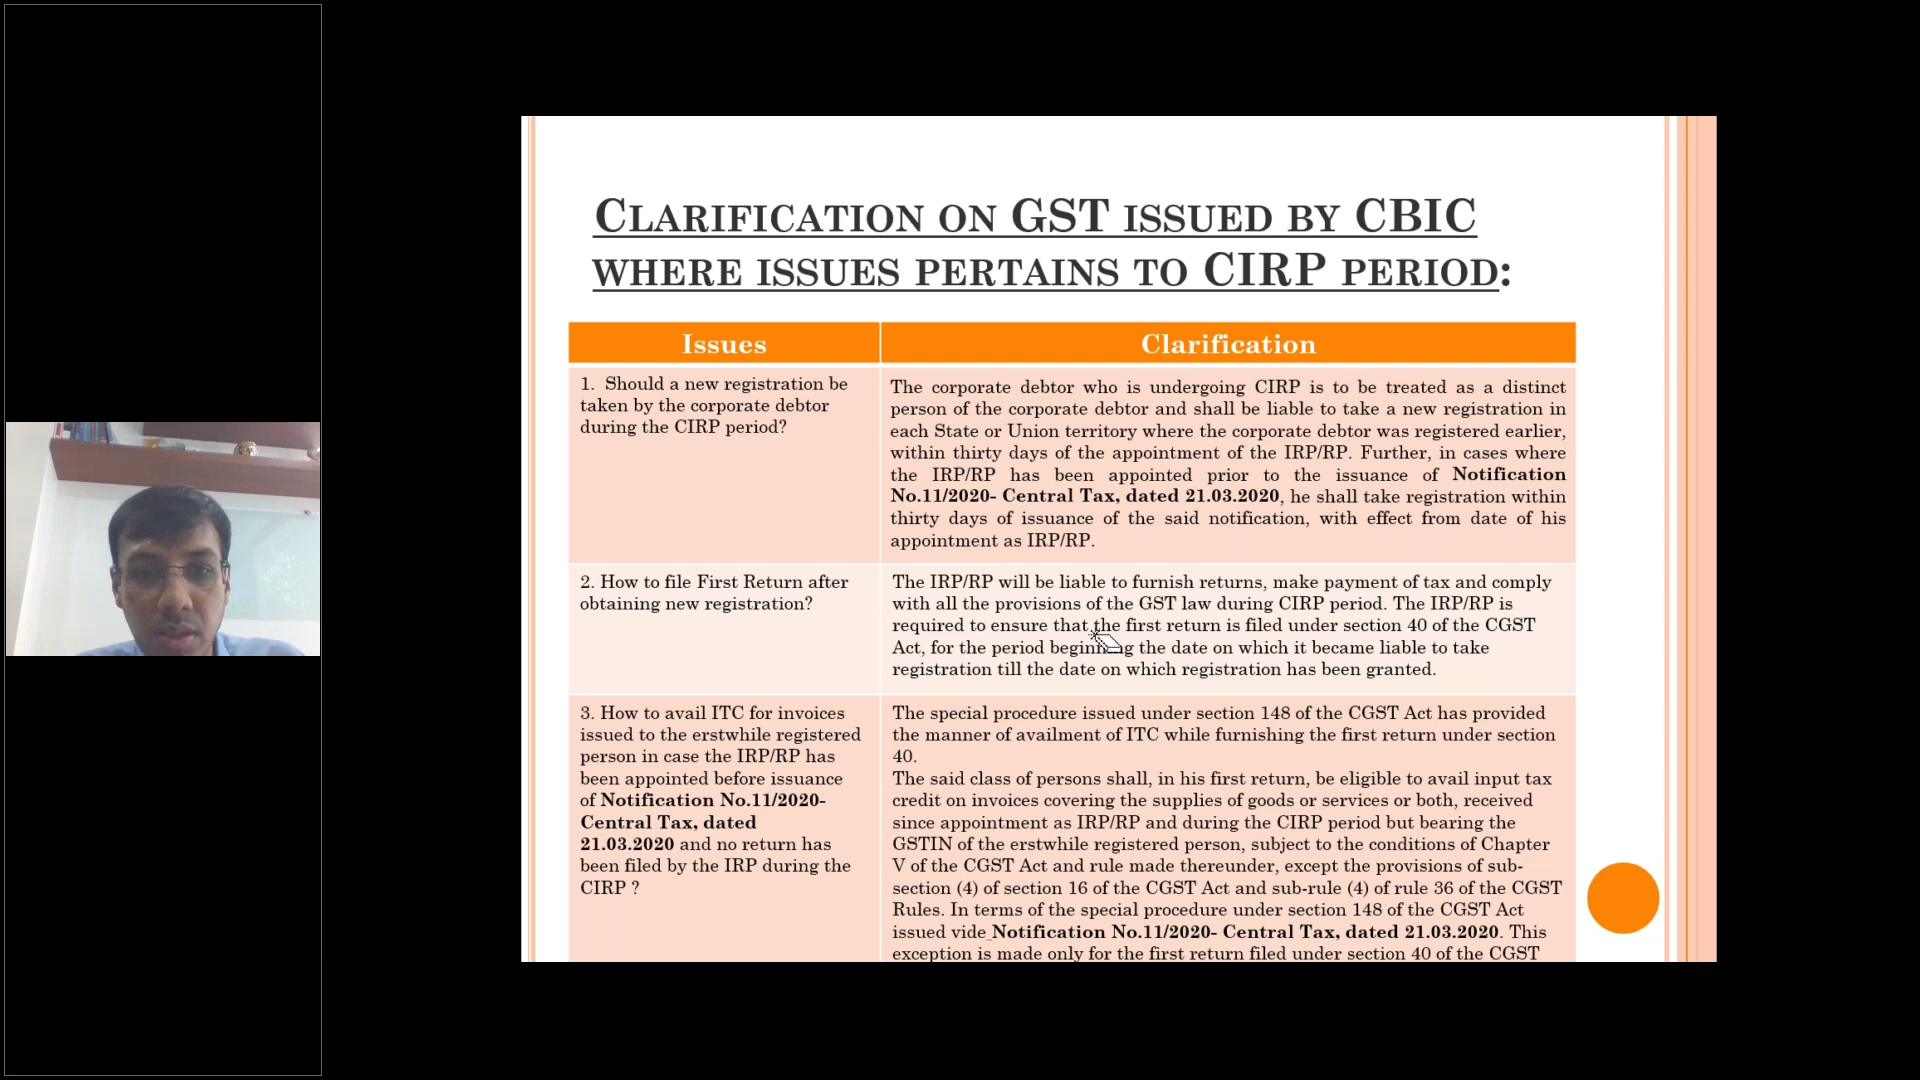 CLARIFICATION ON GST ISSUED BY CBIC
WHERE ISSUES PERTAINS TO CIRP PERIOD:
Issues
Clarification
1. Should a new registration be
taken by the corporate debtor
during the CIRP period?
The corporate debtor who is undergoing CIRP is to be treated as a distinct
person of the corporate debtor and shall be liable to take a new registration in
each State or Union territory where the corporate debtor was registered earlier,
within thirty days of the appointment of the IRP/RP. Further, in cases where
the IRP/RP has been appointed prior to the issuance of Notification
No.11/2020- Central Tax, dated 21.03.2020, he shall take registration within
thirty days of issuance of the said notification, with effect from date of his
appointment as IRP/RP.
2. How to file First Return after
obtaining new registration?
The IRP/RP will be liable to furnish returns, make payment of tax and comply
with all the provisions of the GST law during CIRP period. The IRP/RP is
required to ensure that the first return is filed under section 40 of the CGST
Act, for the period beginning the date on which it became liable to take
registration till the date on which registration has been granted.
3. How to avail ITC for invoices
issued to the erstwhile registered
person in case the IRP/RP has
been appointed before issuance
of Notification No.11/2020-
Central Tax, dated
21.03.2020 and no return has
been filed by the IRP during the
CIRP ?
The special procedure issued under section 148 of the CGST Act has provided
the manner of availment of ITC while furnishing the first return under section
40.
The said class of persons shall, in his first return, be eligible to avail input tax
credit on invoices covering the supplies of goods or services or both, received
since appointment as IRP/RP and during the CIRP period but bearing the
GSTIN of the erstwhile registered person, subject to the conditions of Chapter
V of the CGST Act and rule made thereunder, except the provisions of sub-
section (4) of section 16 of the CGST Act and sub-rule (4) of rule 36 of the CGST
Rules. In terms of the special procedure under section 148 of the CGST Act
issued vide Notification No.11/2020- Central Tax, dated 21.03.2020. This
exception is made only for the first return filed under section 40 of the CGST